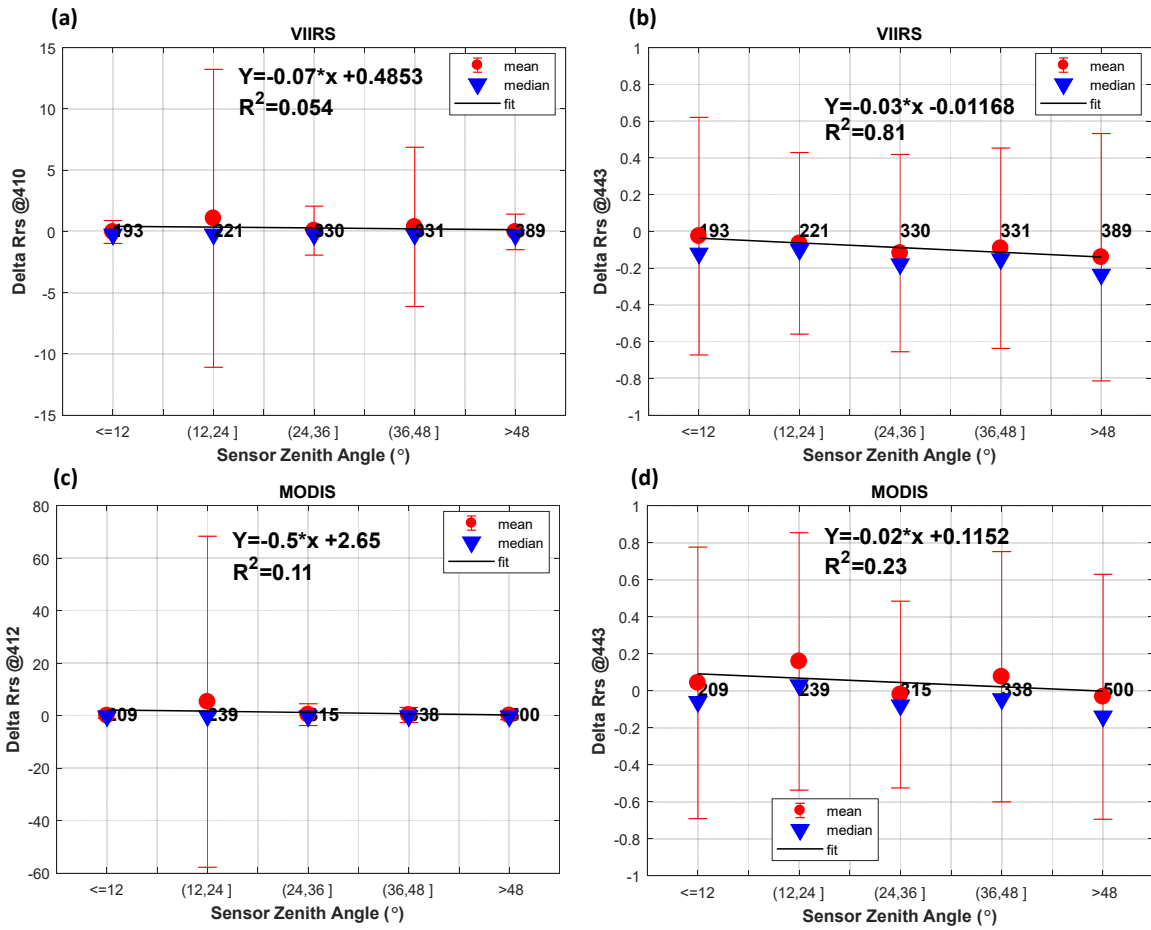 (a)
VIIRS
15
10
5
0
-5
-10
-15
Delta Rrs @410
Y=-0.07*x +0.4853
R2=0.054
mean
median
fit
193
221
330
331
389
<=12
(12,24 ]
(24,36 ]
(36,48 ]
>48
Sensor Zenith Angle (°)
(b)
VIIRS
1
0.8
0.6
0.4
0.2
0
-0.2
-0.4
-0.6
-0.8
-1
Delta Rrs @443
Y=-0.03*x -0.01168
R2=0.81
mean
median
fit
193
221
330
331
389
<=12
(12,24 ]
(24,36 ]
(36,48 ]
>48
Sensor Zenith Angle (°)
(c)
MODIS
80
60
40
20
0
-20
-40
-60
Delta Rrs @412
Y=-0.5*x +2.65
R2=0.11
mean
median
fit
209
239
315
338
500
<=12
(12,24 ]
(24,36 ]
(36,48 ]
>48
Sensor Zenith Angle (°)
(d)
MODIS
1
0.8
0.6
0.4
0.2
0
-0.2
-0.4
-0.6
-0.8
-1
Delta Rrs @443
Y=-0.02*x +0.1152
R2=0.23
mean
median
fit
209
239
315
338
500
<=12
(12,24 ]
(24,36 ]
(36,48 ]
>48
Sensor Zenith Angle (°)